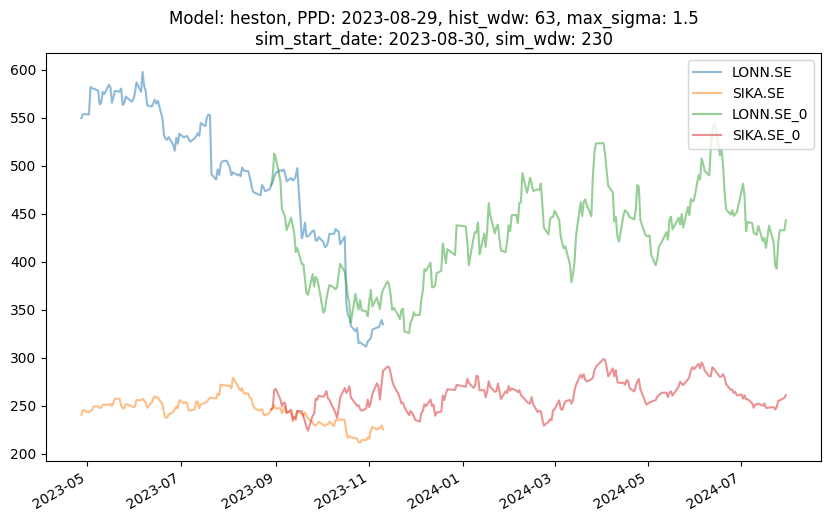 Model: heston, PPD: 2023-08-29, hist_wdw: 63, max_sigma: 1.5
sim_start_date: 2023-08-30, sim_wdw: 230
600
550
500
450
400
350
300
250
200
LONN.SE
SIKA.SE
LONN.SE_0
SIKA.SE_0
2023-05
2023-07
2023-09
2023-11
2024-01
2024-03
2024-05
2024-07